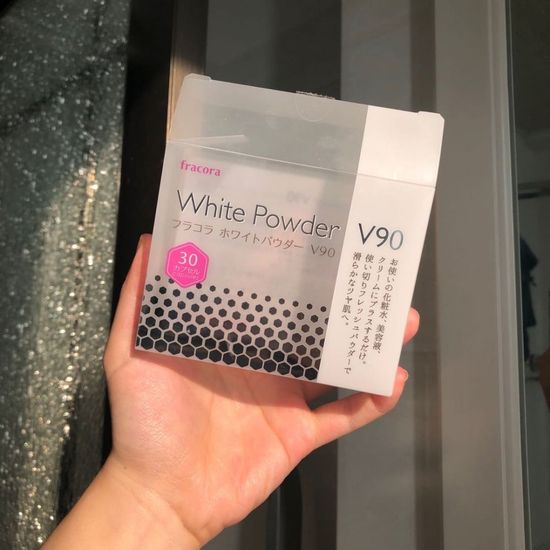 fracora
White Powder
フラコラ ホワイトパウダー V90
30
カプセル
V90
お使いの化粧水、美容液、
クリームにプラスするだけ。
使い切りフレッシュパウダーで
滑らかなツヤ肌へ。